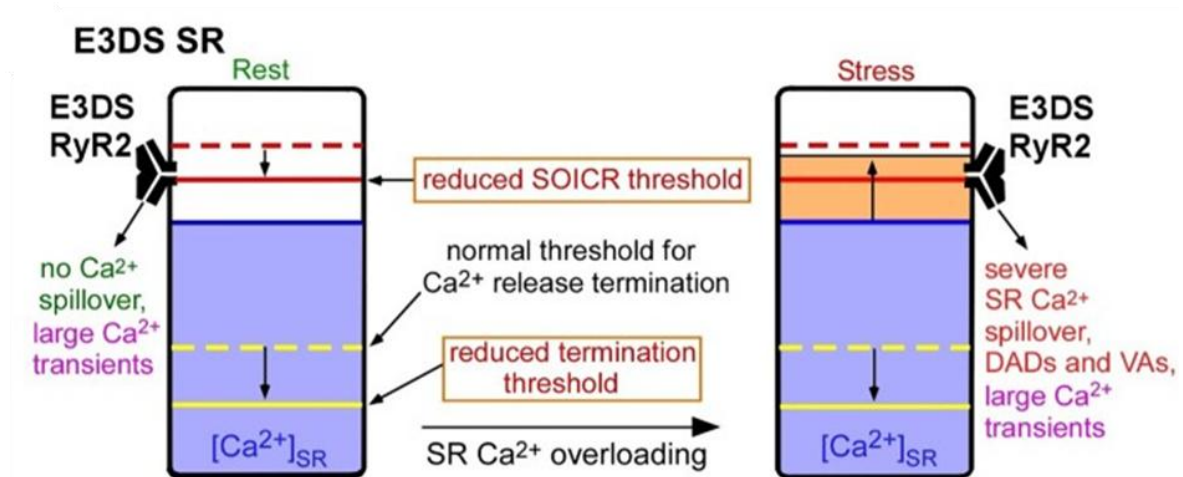 E3DS SR
Rest
Stress
E3DS
RyR2
E3DS
RyR2
reduced SOICR threshold
no Ca2+
spillover,
large Ca2+
transients
normal threshold for
Ca2+ release termination
reduced termination
threshold
severe
SR Ca2+
spillover,
DADs and VAs,
large Ca2+
transients
[Ca2+]SR
SR Ca2+ overloading
[Ca2+]SR